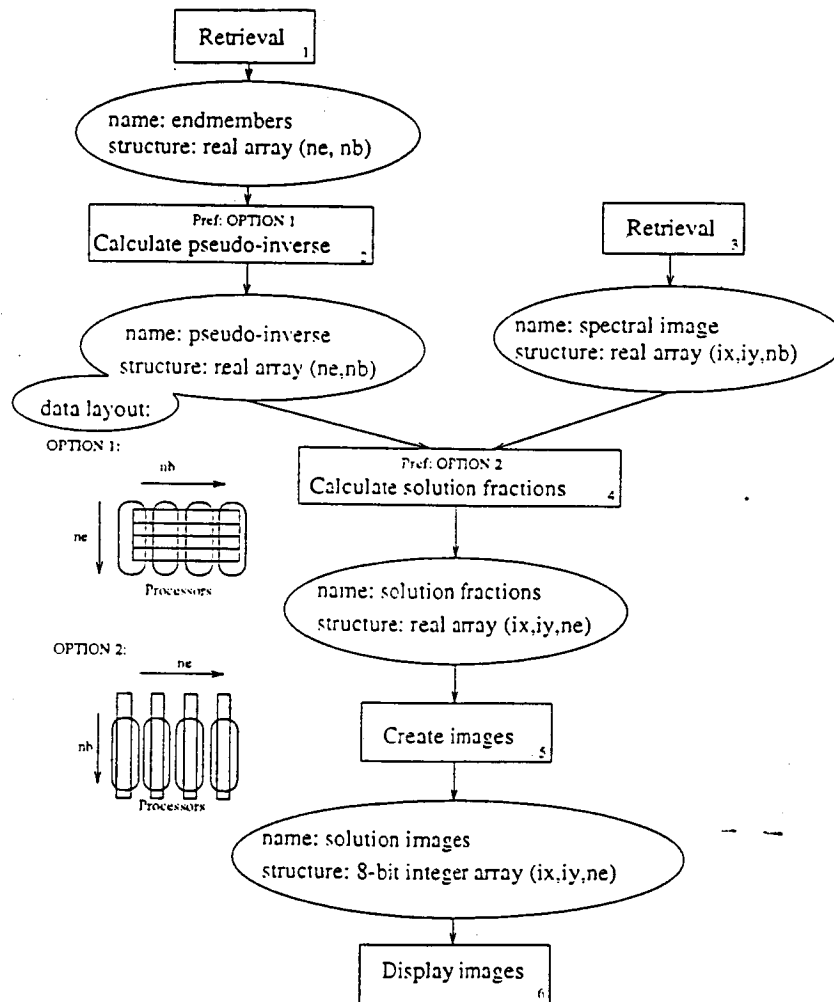 Retrieval
1
name: endmembers
structure: real array (ne, nb)
Pref: OPTION 1
Calculate pseudo-inverse
2
Retrieval
3
name: pseudo-inverse
structure: real array (ne,nb)
name: spectral image
structure: real array (ix,iy,nb)
data layout:
OPTION 1:
nb
ne
Processors
Pref: OPTION 2
Calculate solution fractions
4
name: solution fractions
structure: real array (ix,iy,ne)
OPTION 2:
ne
nb
Processors
Create images
5
name: solution images
structure: 8-bit integer array (ix,iy,ne)
Display images
6